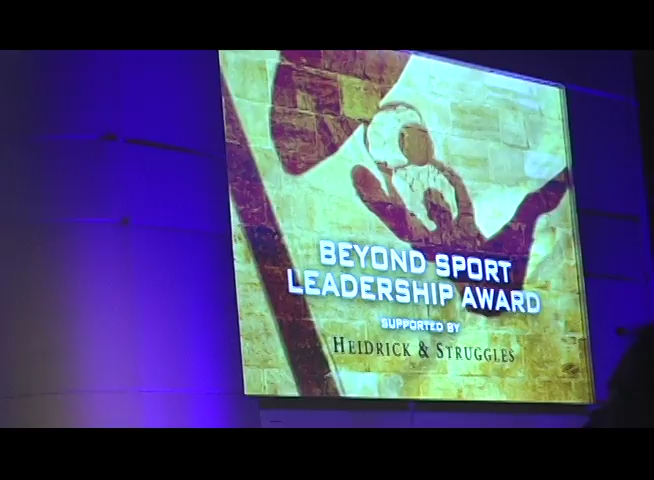 BEYOND SPORT
LEADERSHIP AWARD
SUPPORTED BY
HEIDRICK & STRUGGLES